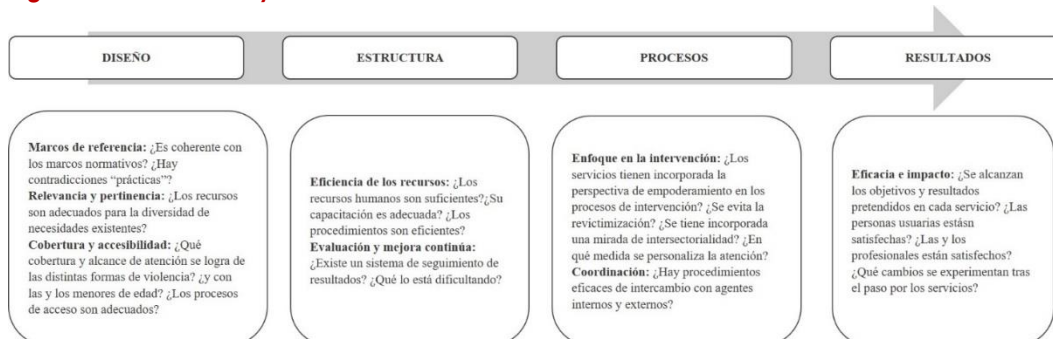 DISEÑO
ESTRUCTURA
PROCESOS
RESULTADOS
Marcos de referencia: ¿Es coherente con
los marcos normativos? ¿Hay
contradicciones “prácticas”?
Relevancia y pertinencia: ¿Los recursos
son adecuados para la diversidad de
necesidades existentes?
Cobertura y accesibilidad: ¿Qué
cobertura y alcance de atención se logra de
las distintas formas de violencia? ¿y con
las y los menores de edad? ¿Los procesos
de acceso son adecuados?
Eficiencia de los recursos: ¿Los
recursos humanos son suficientes?¿Su
capacitación es adecuada? ¿Los
procedimientos son eficientes?
Evaluación y mejora continúa:
¿Existe un sistema de seguimiento de
resultados? ¿Qué lo está dificultando?
Enfoque en la intervención: ¿Los
servicios tienen incorporada la
perspectiva de empoderamiento en los
procesos de intervención? ¿Se evita la
revictimización? ¿Se tiene incorporada
una mirada de intersectorialidad? ¿En
qué medida se personaliza la atención?
Coordinación: ¿Hay procedimientos
eficaces de intercambio con agentes
internos y externos?
Eficacia e impacto: ¿Se alcanzan
los objetivos y resultados
pretendidos en cada servicio? ¿Las
personas usuarias estásn
satisfechas? ¿Las y los
profesionales están satisfechos?
¿Qué cambios se experimentan tras
el paso por los servicios?